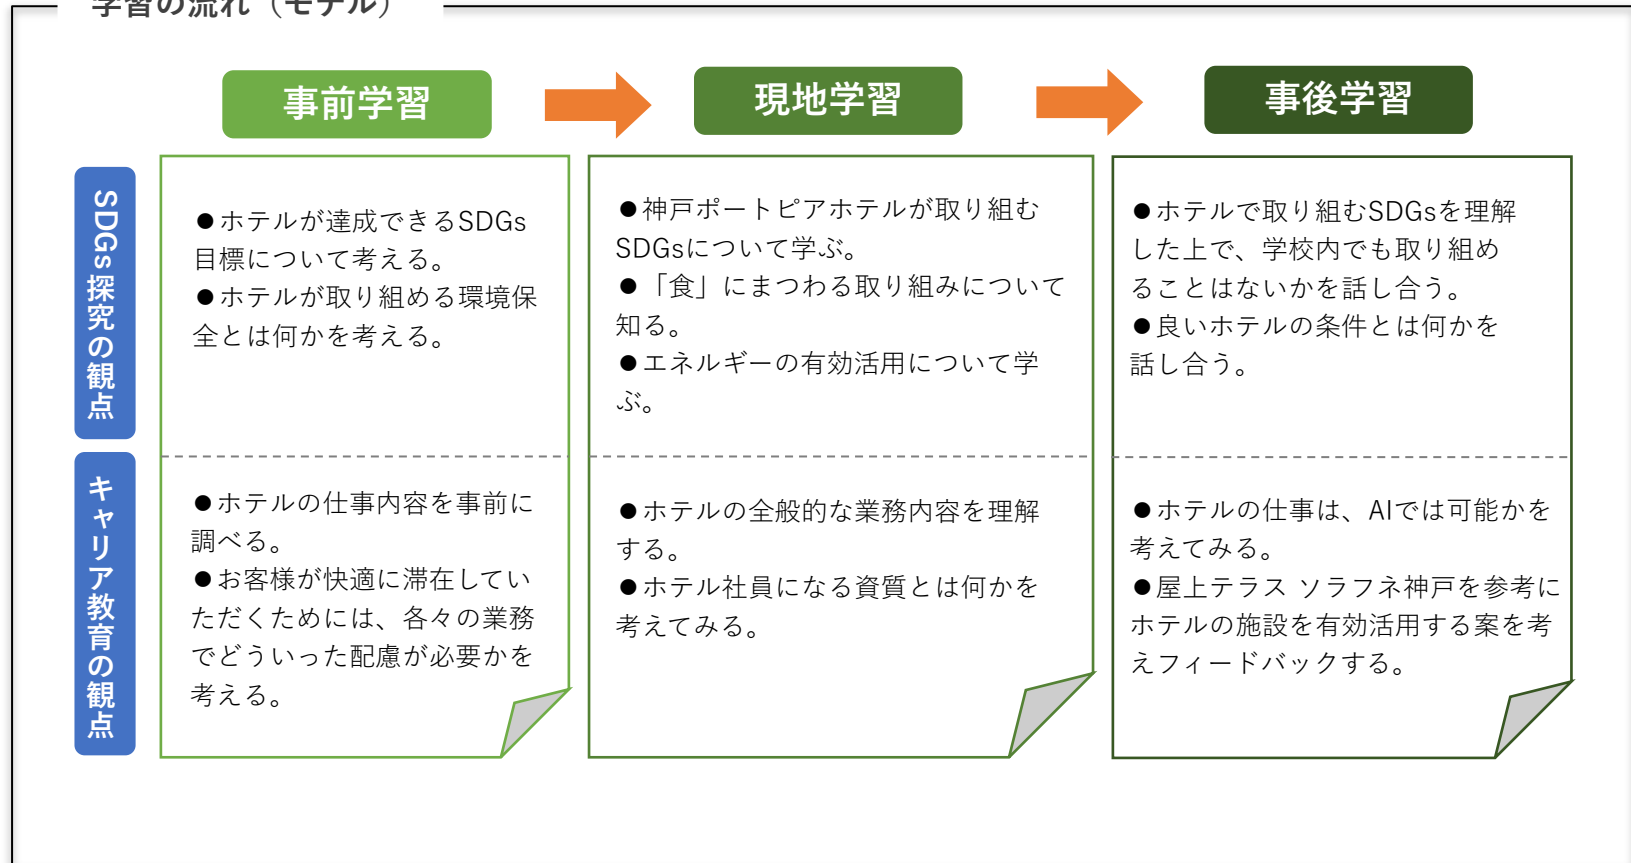 学習の流れ（モデル）
事前学習
現地学習
事後学習
SDGs探究の観点
●ホテルが達成できるSDGs
目標について考える。
●ホテルが取り組める環境保
全とは何かを考える。
●神戸ポートピアホテルが取り組む
SDGsについて学ぶ。
●「食」にまつわる取り組みについて
知る。
●エネルギーの有効活用について学
ぶ。
●ホテルで取り組むSDGsを理解
した上で、学校内でも取り組め
ることはないかを話し合う。
●良いホテルの条件とは何かを
話し合う。
キャリア教育の観点
●ホテルの仕事内容を事前に
調べる。
●お客様が快適に滞在してい
ただくためには、各々の業務
でどういった配慮が必要かを
考える。
●ホテルの全般的な業務内容を理解
する。
●ホテル社員になる資質とは何かを
考えてみる。
●ホテルの仕事は、AIでは可能かを
考えてみる。
●屋上テラス ソラフネ神戸を参考に
ホテルの施設を有効活用する案を考
えフィードバックする。